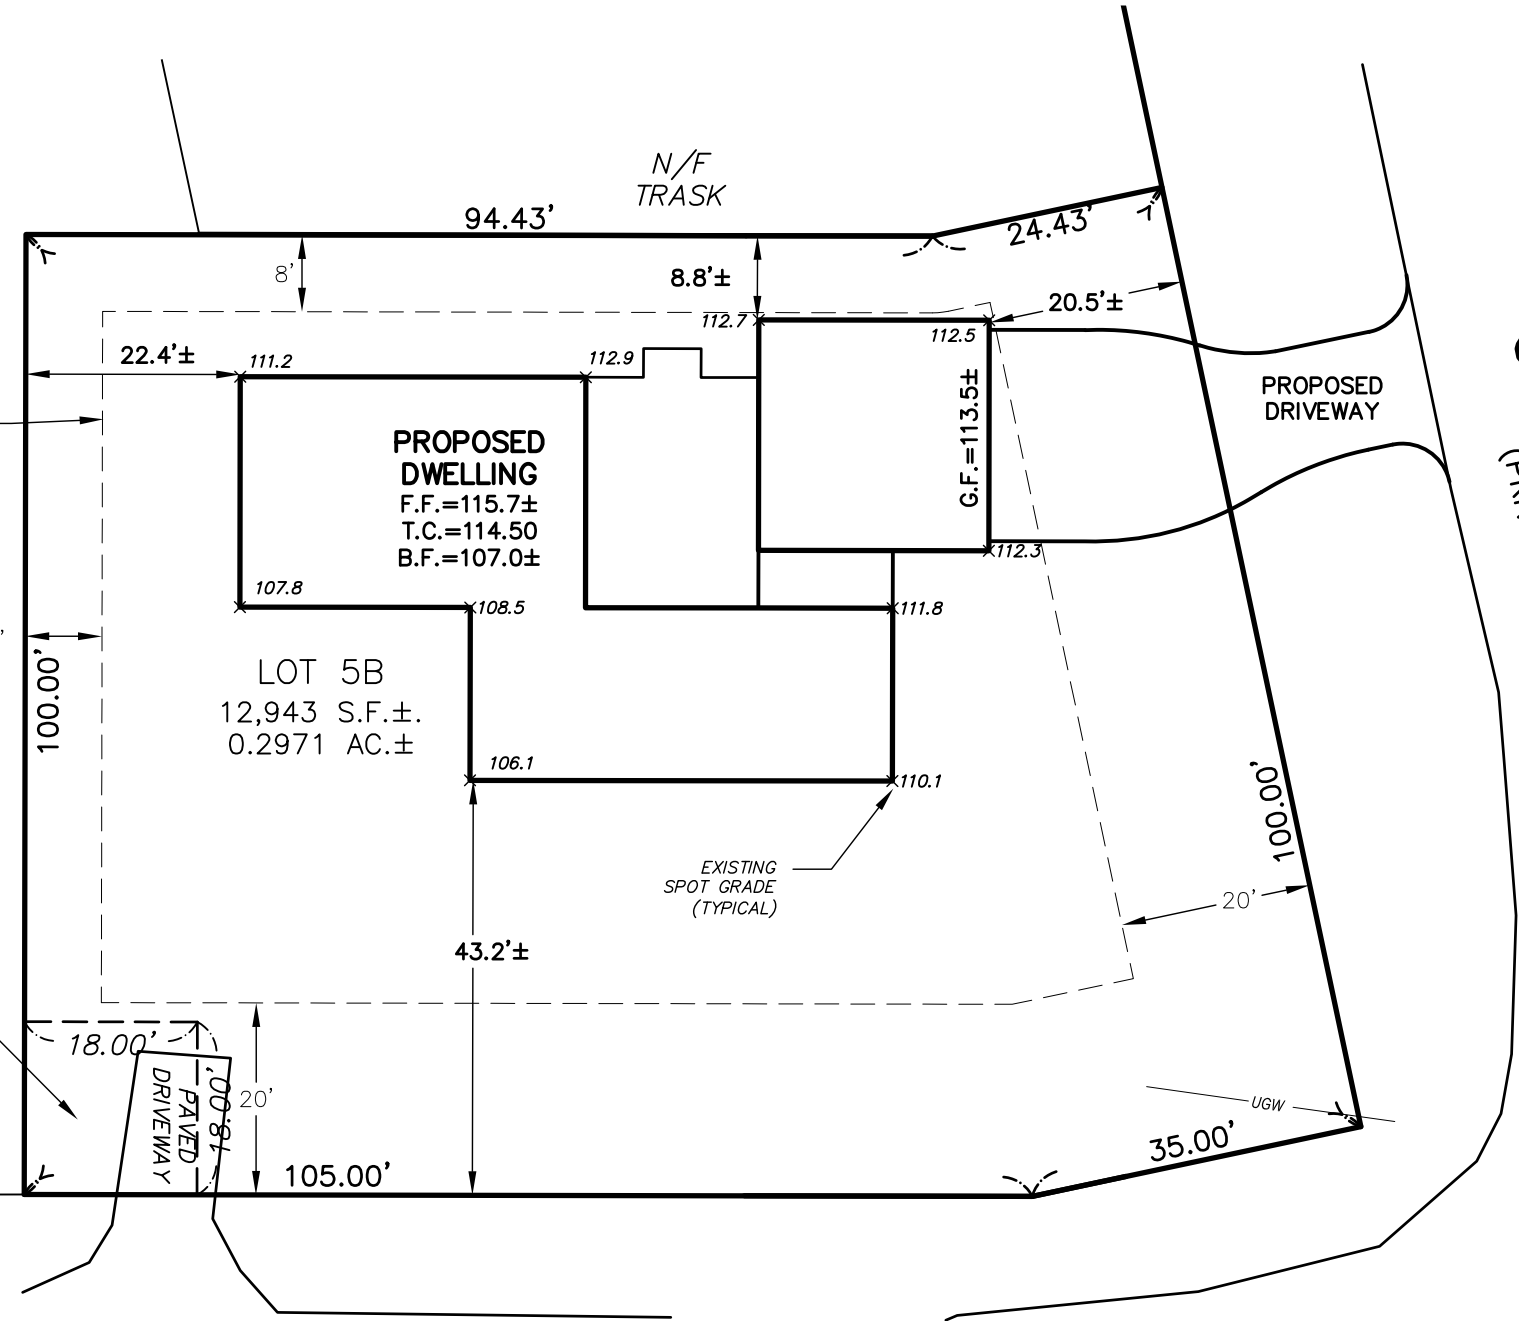 N/F
TRASK
94.43'
24.43'
8'
8.8'±
20.5'±
112.7
112.5
22.4'±
111.2
112.9
PROPOSED
DRIVEWAY
G.F.=113.5±
PROPOSED
DWELLING
F.F.=115.7±
T.C.=114.50
B.F.=107.0±
112.3
107.8
108.5
111.8
100.00'
LOT 5B
12,943 S.F.±.
0.2971 AC.±
106.1
110.1
100.00'
EXISTING
SPOT GRADE
(TYPICAL)
20'
43.2'±
18.00'
PAVED
DRIVEWAY
18.00'
20'
UGW
35.00'
105.00'